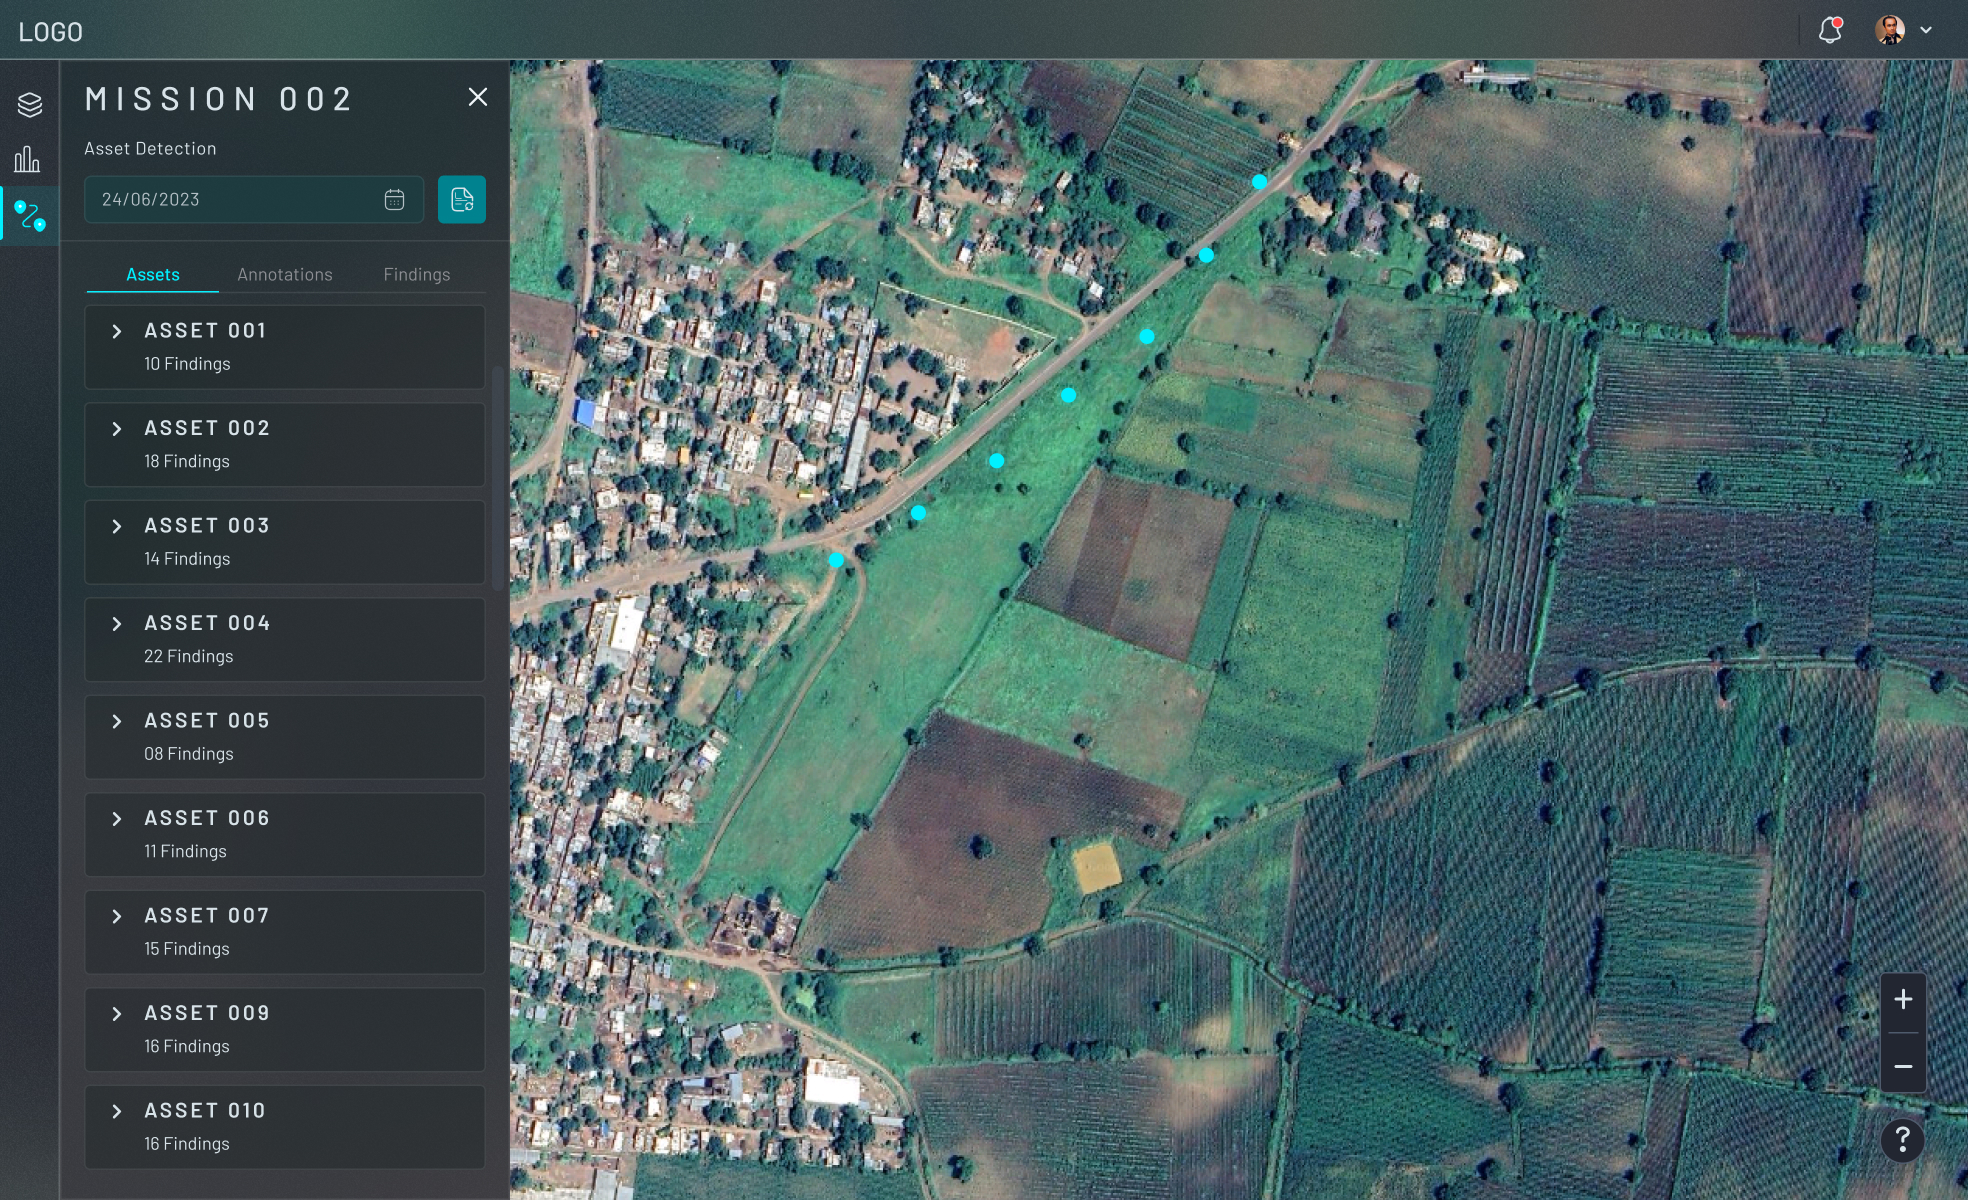 LOGO
MISSION 002
Asset Detection
24/06/2023
Assets Annotations Findings
ASSET 001
10 Findings
ASSET 002
18 Findings
ASSET 003
14 Findings
ASSET 004
22 Findings
ASSET 005
08 Findings
ASSET 006
11 Findings
ASSET 007
15 Findings
ASSET 009
16 Findings
ASSET 010
16 Findings
+
−
?